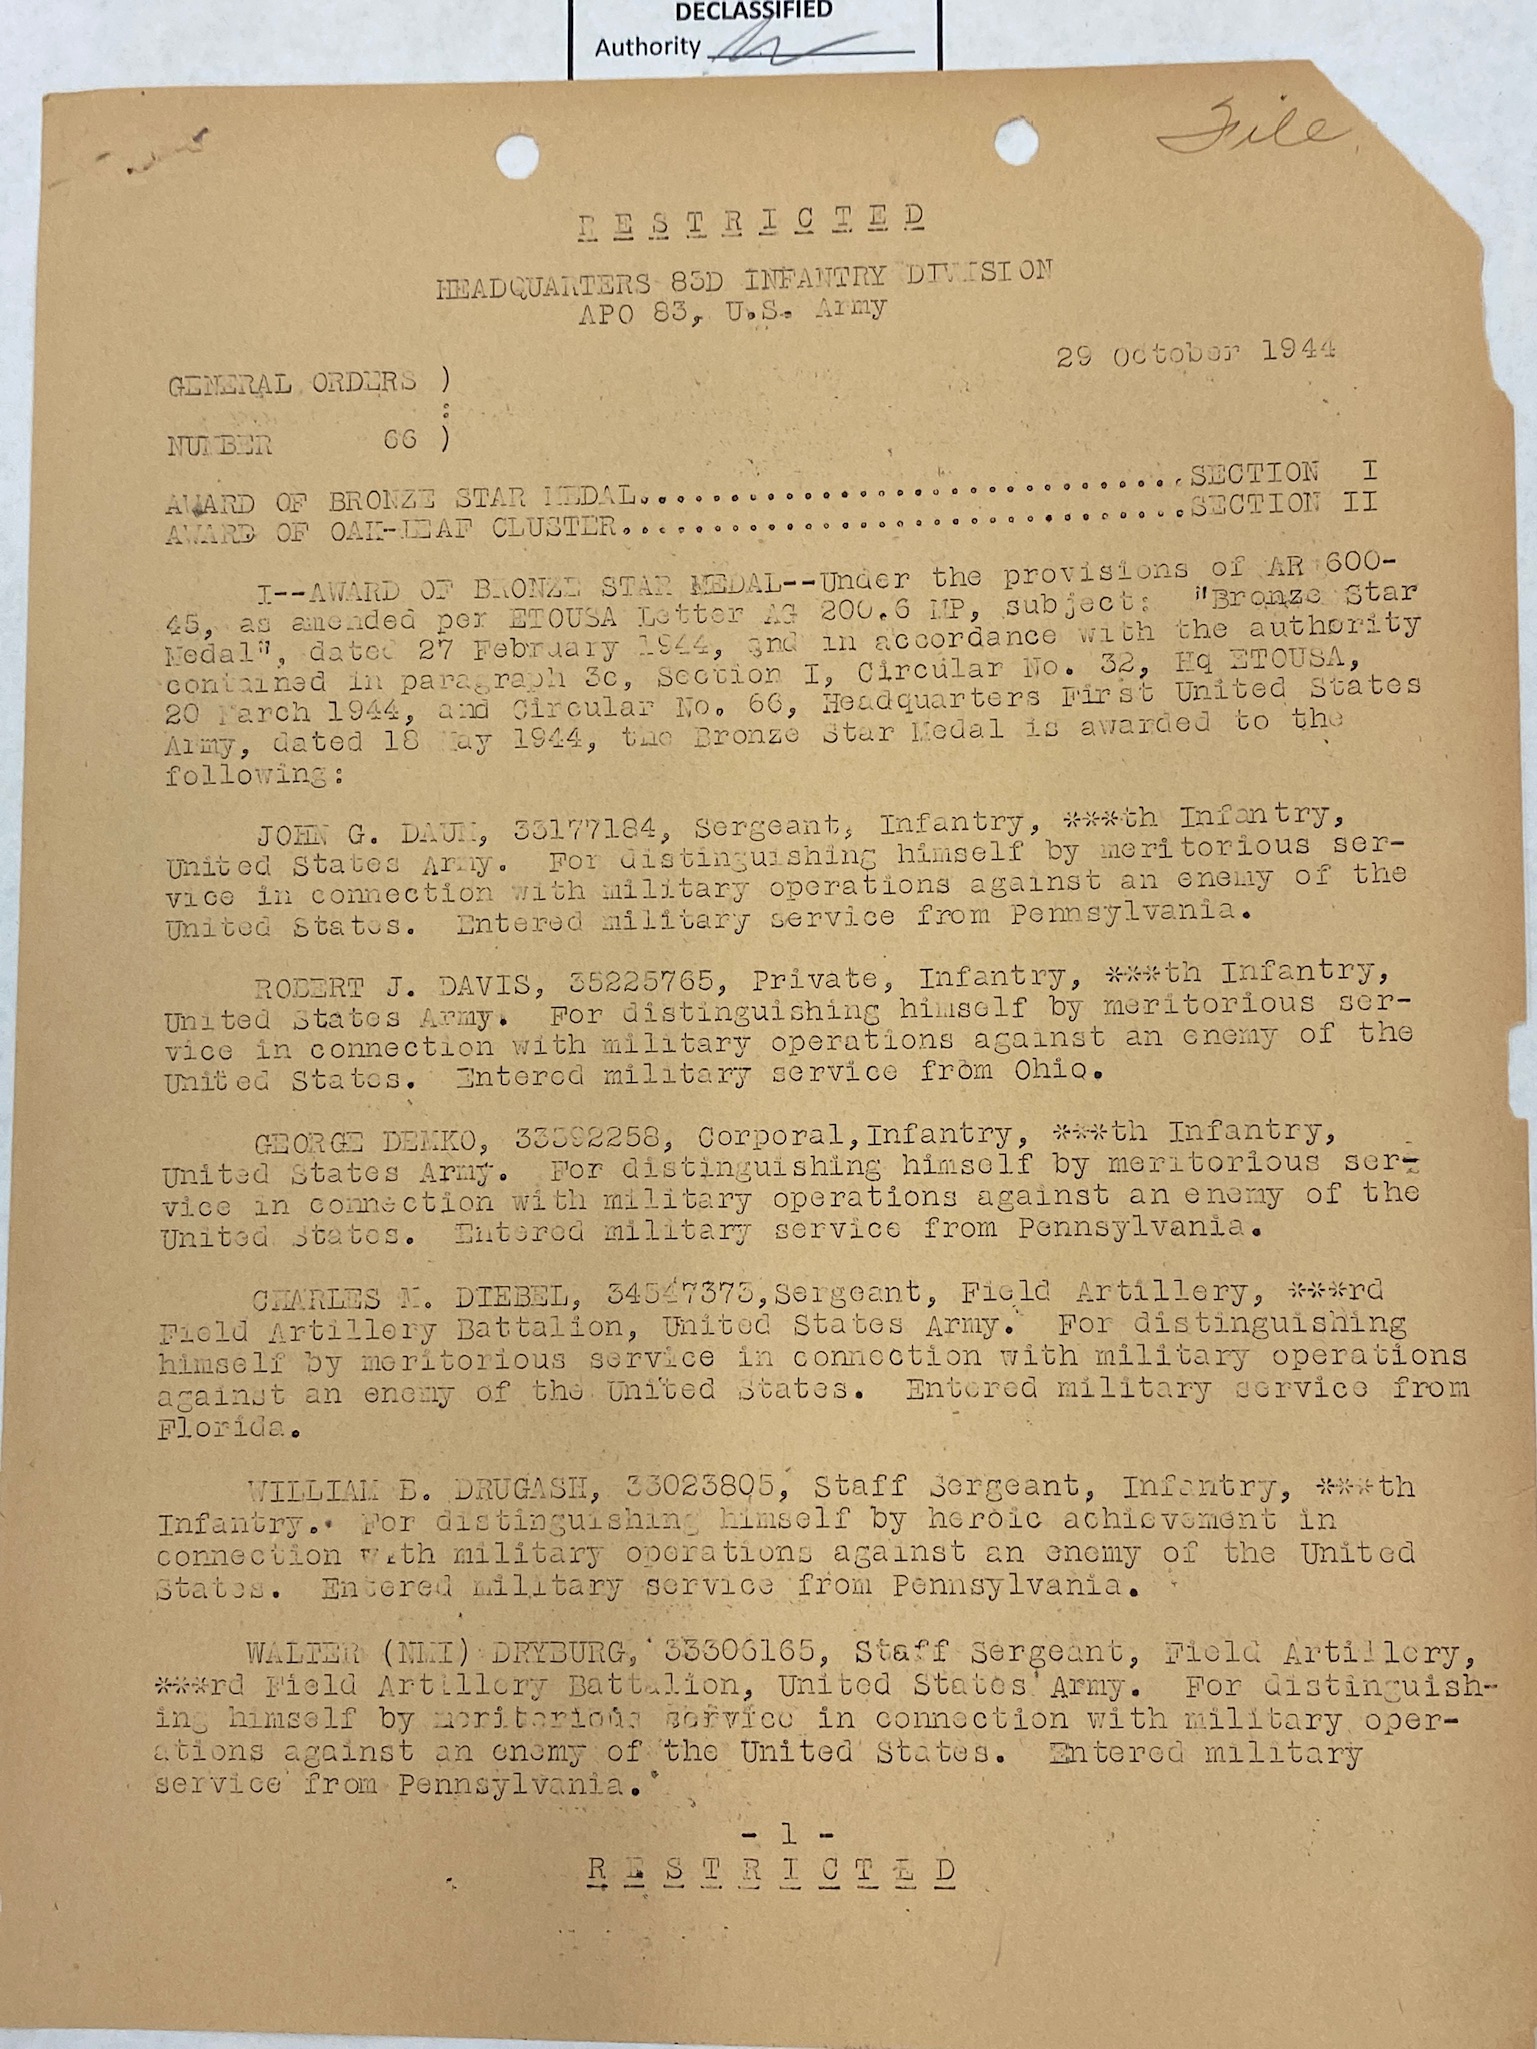 DECLASSIFIED
Authority
File
R E S T R I C T E D
HEADQUARTERS 83D INFANTRY DIVISION
APO 83, U.S. Army
29 October 1944
GENERAL ORDERS )
:
NUMBER 66 )
AWARD OF BRONZE STAR MEDAL..................................SECTION I
AWARD OF OAK-LEAF CLUSTER..................................SECTION II
I--AWARD OF BRONZE STAR MEDAL--Under the provisions of AR 600-
45, as amended per ETOUSA Letter AG 200.6 MP, subject: "Bronze Star
Medal", dated 27 February 1944, and in accordance with the authority
contained in paragraph 3c, Section I, Circular No. 32, Hq ETOUSA,
20 March 1944, and Circular No. 66, Headquarters First United States
Army, dated 18 May 1944, the Bronze Star Medal is awarded to the
following:
JOHN G. DAUM, 33177184, Sergeant, Infantry, ***th Infantry,
United States Army. For distinguishing himself by meritorious ser-
vice in connection with military operations against an enemy of the
United States. Entered military service from Pennsylvania.
ROBERT J. DAVIS, 35225765, Private, Infantry, ***th Infantry,
United States Army. For distinguishing himself by meritorious ser-
vice in connection with military operations against an enemy of the
United States. Entered military service from Ohio.
GEORGE DEMKO, 33392258, Corporal,Infantry, ***th Infantry,
United States Army. For distinguishing himself by meritorious ser-
vice in connection with military operations against an enemy of the
United States. Entered military service from Pennsylvania.
CHARLES M. DIEBEL, 34547373,Sergeant, Field Artillery, ***rd
Field Artillery Battalion, United States Army. For distinguishing
himself by meritorious service in connection with military operations
against an enemy of the United States. Entered military service from
Florida.
WILLIAM B. DRUGASH, 33023805, Staff Sergeant, Infantry, ***th
Infantry. For distinguishing himself by heroic achievement in
connection with military operations against an enemy of the United
States. Entered military service from Pennsylvania.
WALTER (NMI) DRYBURG, 33306165, Staff Sergeant, Field Artillery,
***rd Field Artillery Battalion, United States Army. For distinguish-
ing himself by meritorious service in connection with military oper-
ations against an enemy of the United States. Entered military
service from Pennsylvania.
- 1 -
R E S T R I C T E D